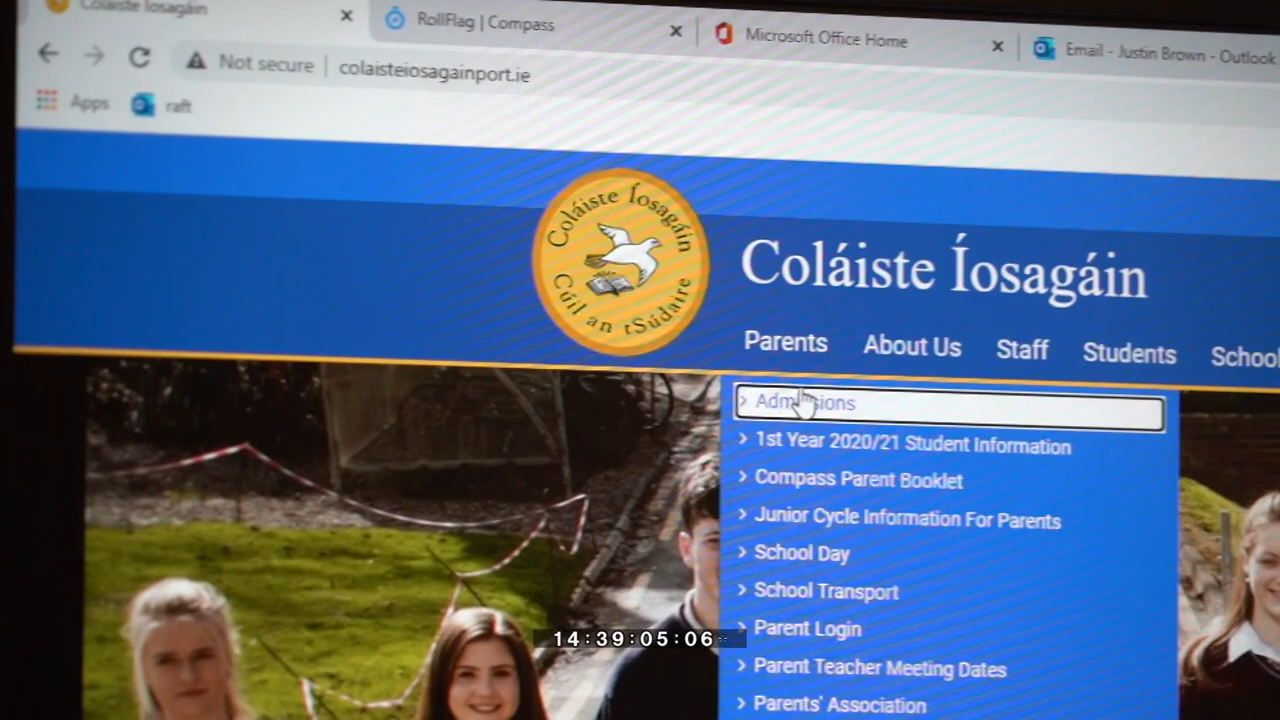 Coláiste Íosagáin
RollFlag | Compass
Microsoft Office Home
Email - Justin Brown - Outlook
Not secure
colaisteiosagainport.ie
Apps
raft
Coláiste Íosagáin
Cúil an tSúdaire
Coláiste Íosagáin
Parents About Us Staff Students School
Admissions
1st Year 2020/21 Student Information
Compass Parent Booklet
Junior Cycle Information For Parents
School Day
School Transport
Parent Login
Parent Teacher Meeting Dates
Parents' Association
14:39:05:06